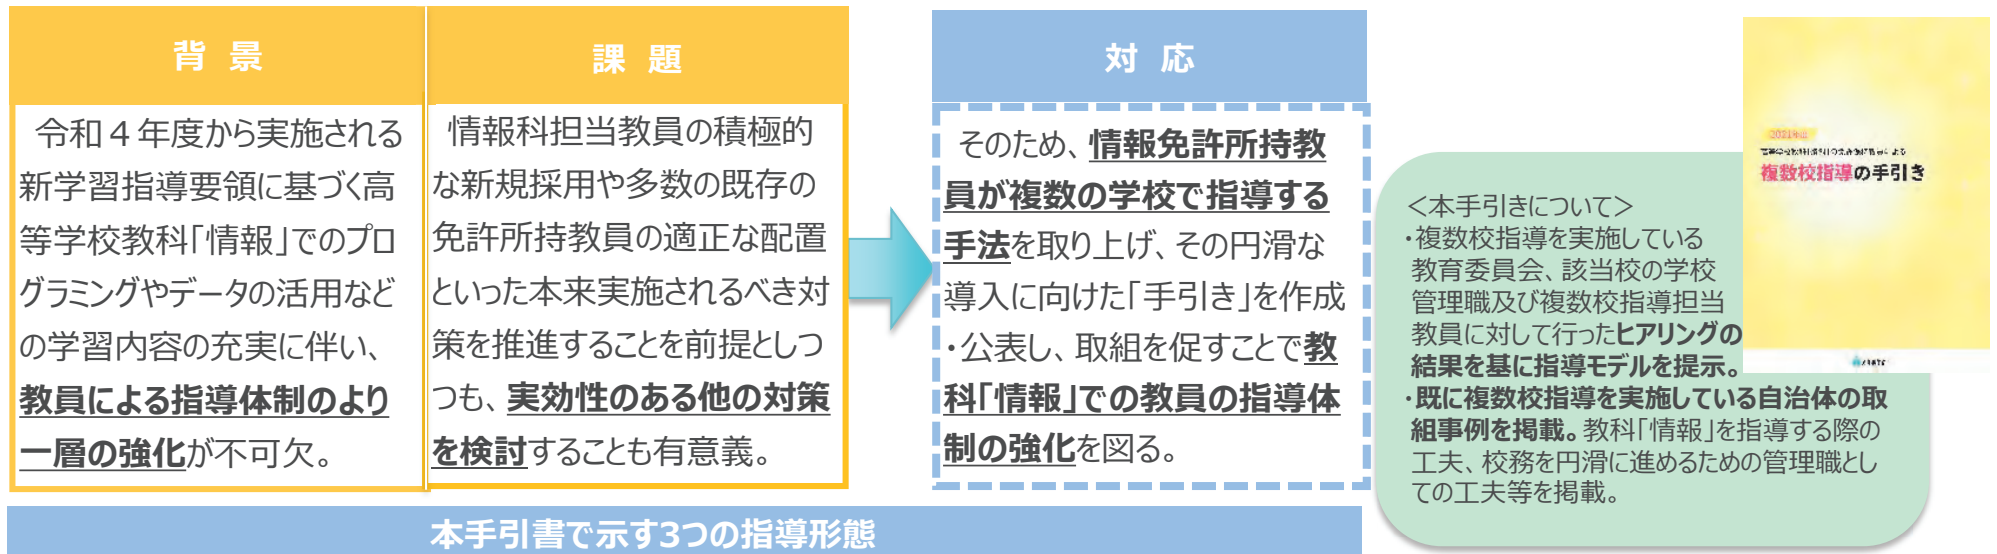 背 景
令和４年度から実施される
新学習指導要領に基づく高
等学校教科「情報」でのプロ
グラミングやデータの活用など
の学習内容の充実に伴い、
教員による指導体制のより
一層の強化が不可欠。
課 題
情報科担当教員の積極的
な新規採用や多数の既存の
免許所持教員の適正な配置
といった本来実施されるべき対
策を推進することを前提としつ
つも、実効性のある他の対策
を検討することも有意義。
対 応
そのため、情報免許所持教
員が複数の学校で指導する
手法を取り上げ、その円滑な
導入に向けた「手引き」を作成
・公表し、取組を促すことで教
科「情報」での教員の指導体
制の強化を図る。
複数校指導の手引き
＜本手引きについて＞
・複数校指導を実施している
教育委員会、該当校の学校
管理職及び複数校指導担当
教員に対して行ったヒアリングの
結果を基に指導モデルを提示。
・既に複数校指導を実施している自治体の取
組事例を掲載。教科「情報」を指導する際の
工夫、校務を円滑に進めるための管理職とし
ての工夫等を掲載。
本手引書で示す3つの指導形態